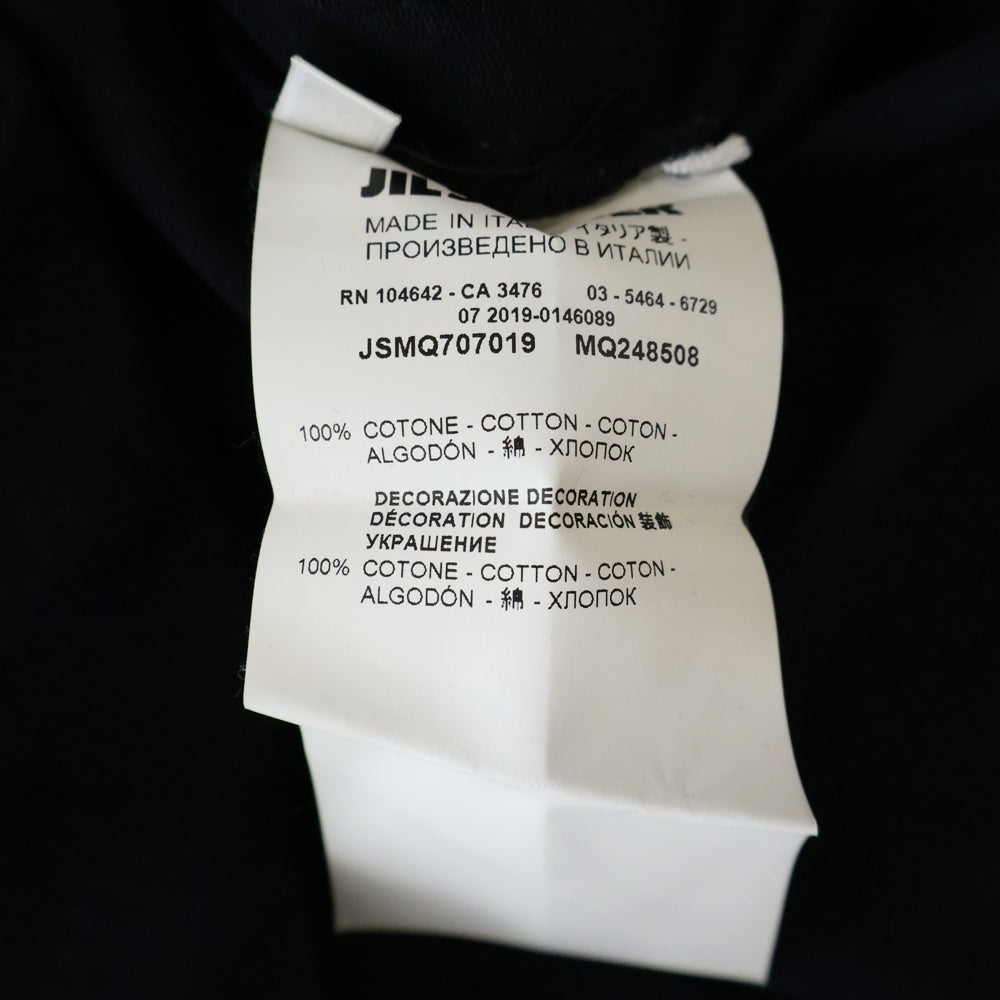 MADE IN イタリア製 -
ПРОИЗВЕДЕНО В ИТАЛИИ
RN 104642 - CA 3476 03 - 5464 - 6729
07 2019-0146089
JSMQ707019 MQ248508
100% COTONE - COTTON - COTON -
ALGODÓN - 綿 - ХЛОПОК
DECORAZIONE DECORATION
DÉCORATION DECORACIÓN 装飾
УКРАШЕНИЕ
100% COTONE - COTTON - COTON -
ALGODÓN - 綿 - ХЛОПОК